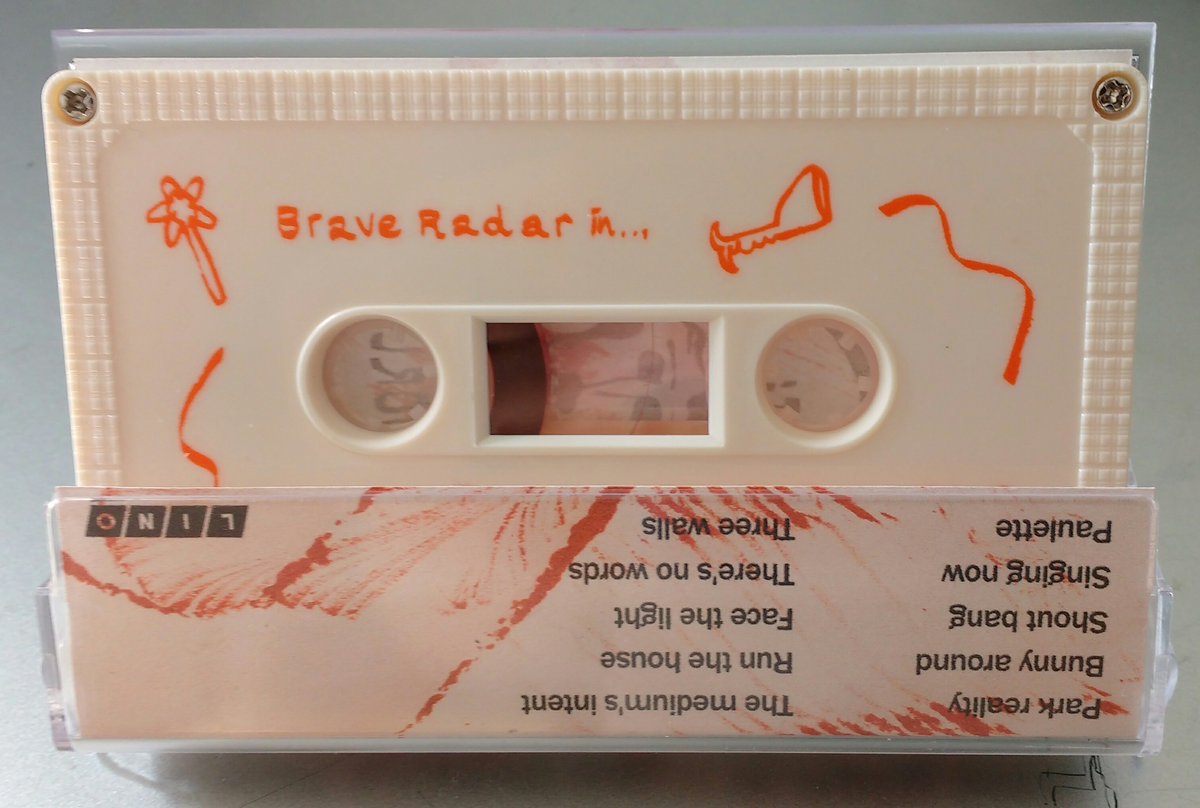 Brave Radar in...
Park reality
Bunny around
Shout bang
Singing now
Paulette
The medium's intent
Run the house
Face the light
There's no words
Three walls
LINO